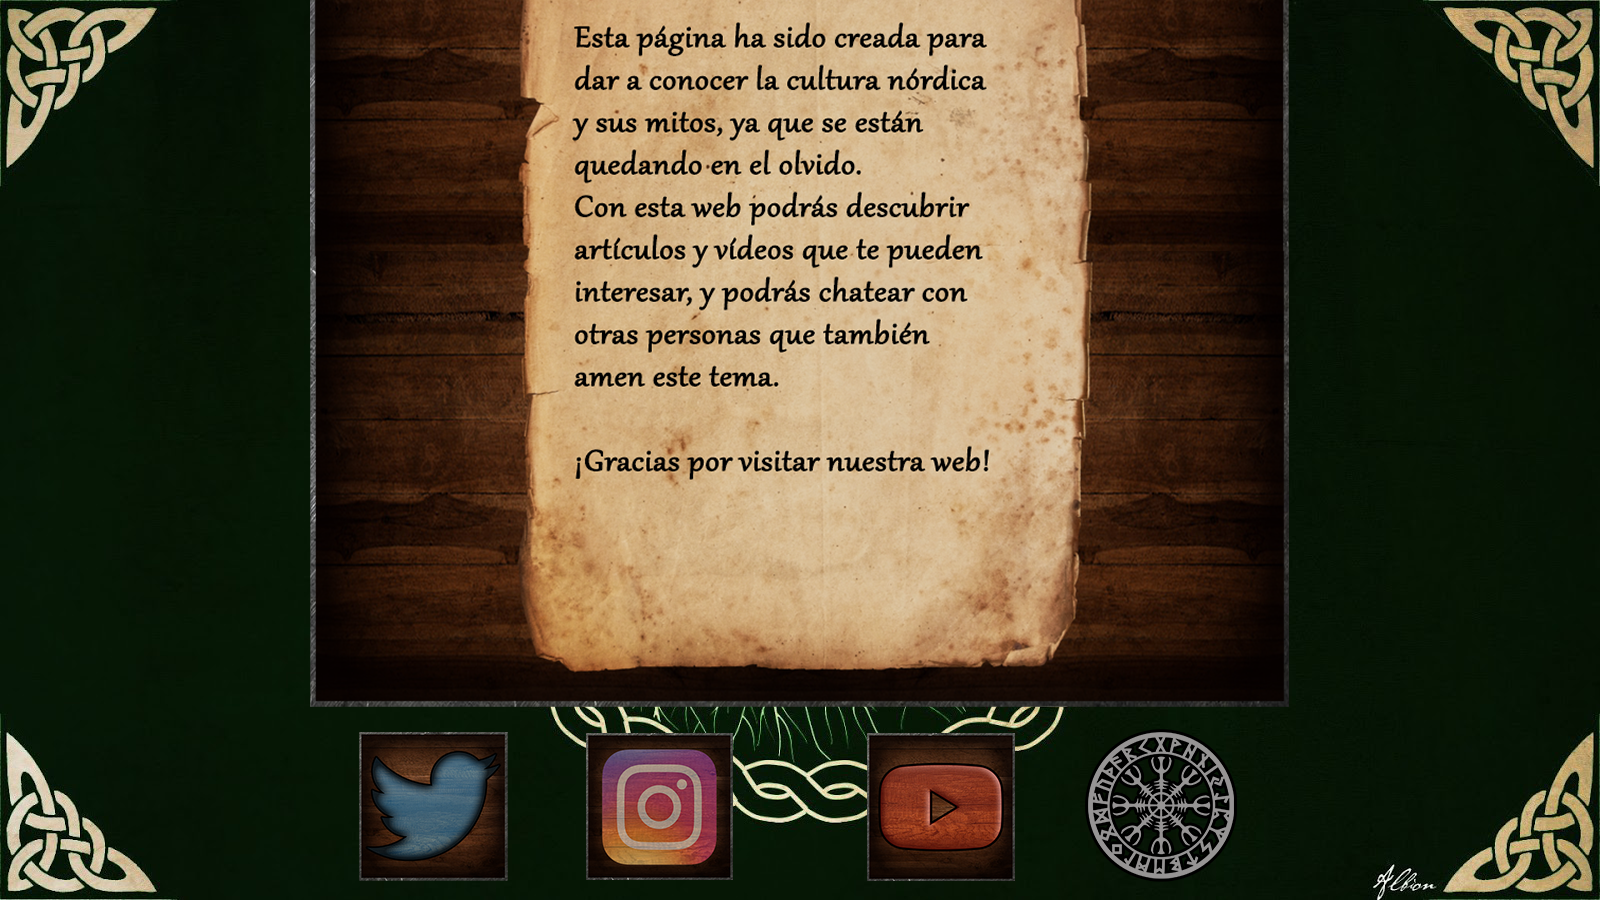 Esta página ha sido creada para
dar a conocer la cultura nórdica
y sus mitos, ya que se están
quedando en el olvido.
Con esta web podrás descubrir
artículos y vídeos que te pueden
interesar, y podrás chatear con
otras personas que también
amen este tema.
¡Gracias por visitar nuestra web!
Albion